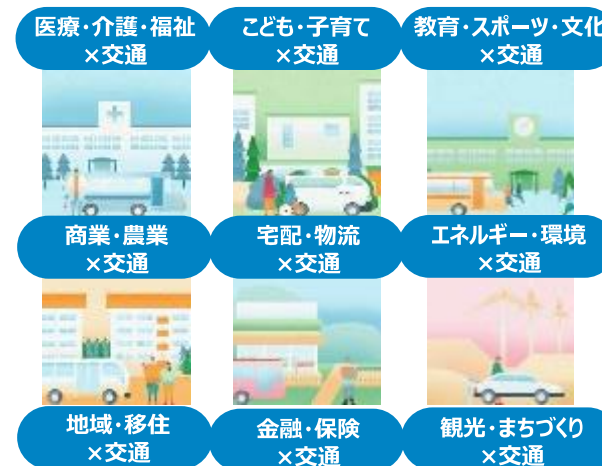 医療・介護・福祉
×交通
こども・子育て
×交通
教育・スポーツ・文化
×交通
商業・農業
×交通
宅配・物流
×交通
エネルギー・環境
×交通
地域・移住
×交通
金融・保険
×交通
観光・まちづくり
×交通